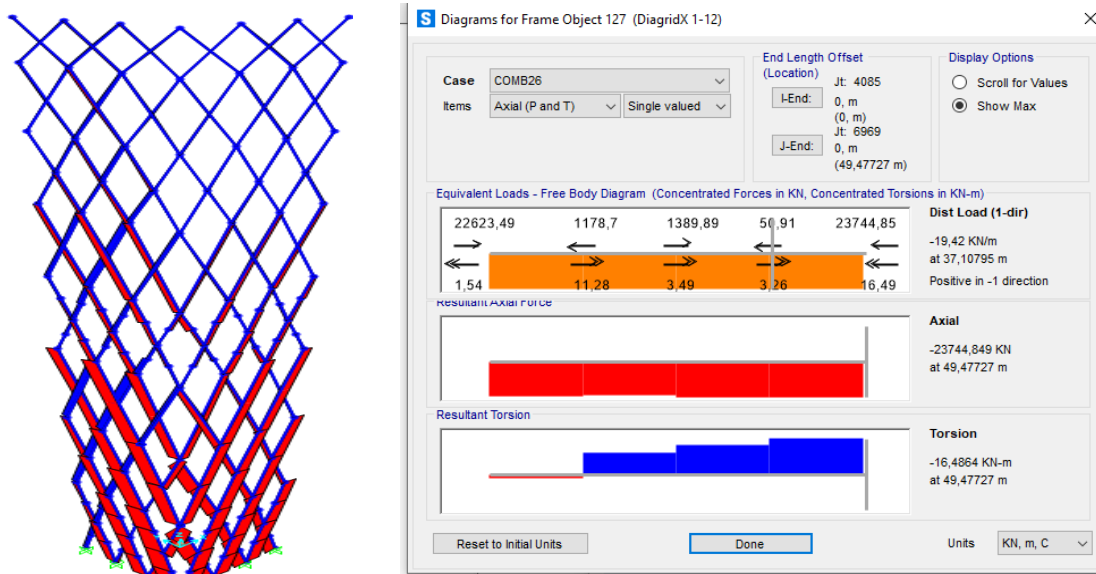 S Diagrams for Frame Object 127 (DiagridX 1-12)
Case COMB26
Items Axial (P and T) Single valued
End Length Offset
(Location)
Jt: 4085
I-End: 0, m
(0, m)
Jt: 6969
J-End: 0, m
(49,47727 m)
Display Options
Scroll for Values
Show Max
Equivalent Loads - Free Body Diagram (Concentrated Forces in KN, Concentrated Torsions in KN-m)
22623,49 1178,7 1389,89 50,91 23744,85
1,54 11,28 3,49 3,26 16,49
Dist Load (1-dir)
-19,42 KN/m
at 37,10795 m
Positive in -1 direction
Resultant Axial Force
Axial
-23744,849 KN
at 49,47727 m
Resultant Torsion
Torsion
-16,4864 KN-m
at 49,47727 m
Reset to Initial Units Done Units KN, m, C